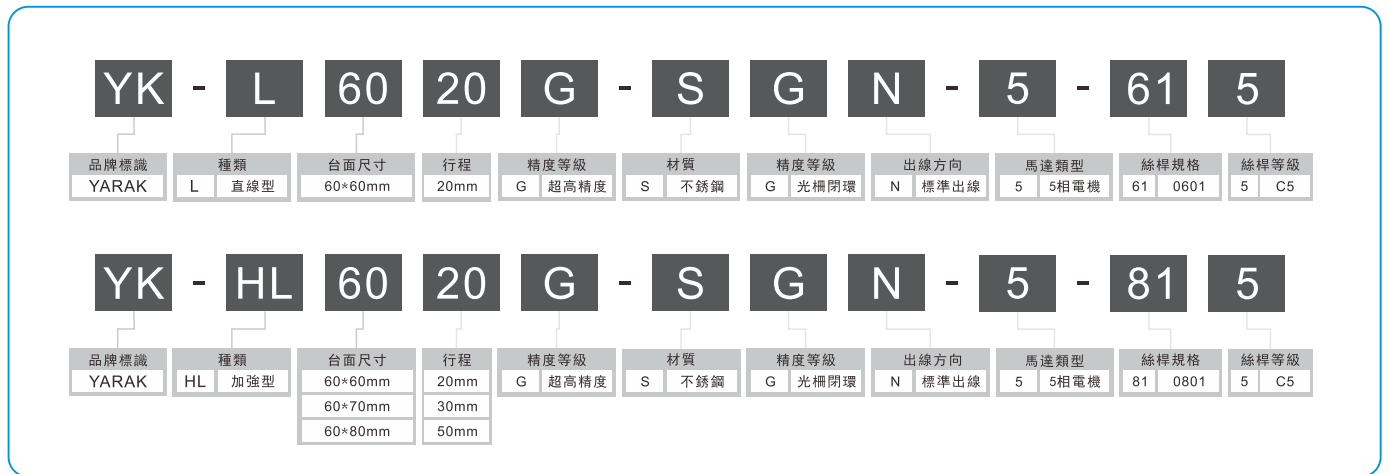 YK - L 60 20 G - S G N - 5 - 61 5
品牌標識 種類 台面尺寸 行程 精度等級 材質 精度等級 出線方向 馬達類型 絲桿規格 絲桿等級
YARAK L 直線型 60*60mm 20mm G 超高精度 S 不銹鋼 G 光柵閉環 N 標準出線 5 5相電機 61 0601 5 C5
YK - HL 60 20 G - S G N - 5 - 81 5
品牌標識 種類 台面尺寸 行程 精度等級 材質 精度等級 出線方向 馬達類型 絲桿規格 絲桿等級
YARAK HL 加強型 60*60mm 20mm G 超高精度 S 不銹鋼 G 光柵閉環 N 標準出線 5 5相電機 81 0801 5 C5
60*70mm 30mm
60*80mm 50mm